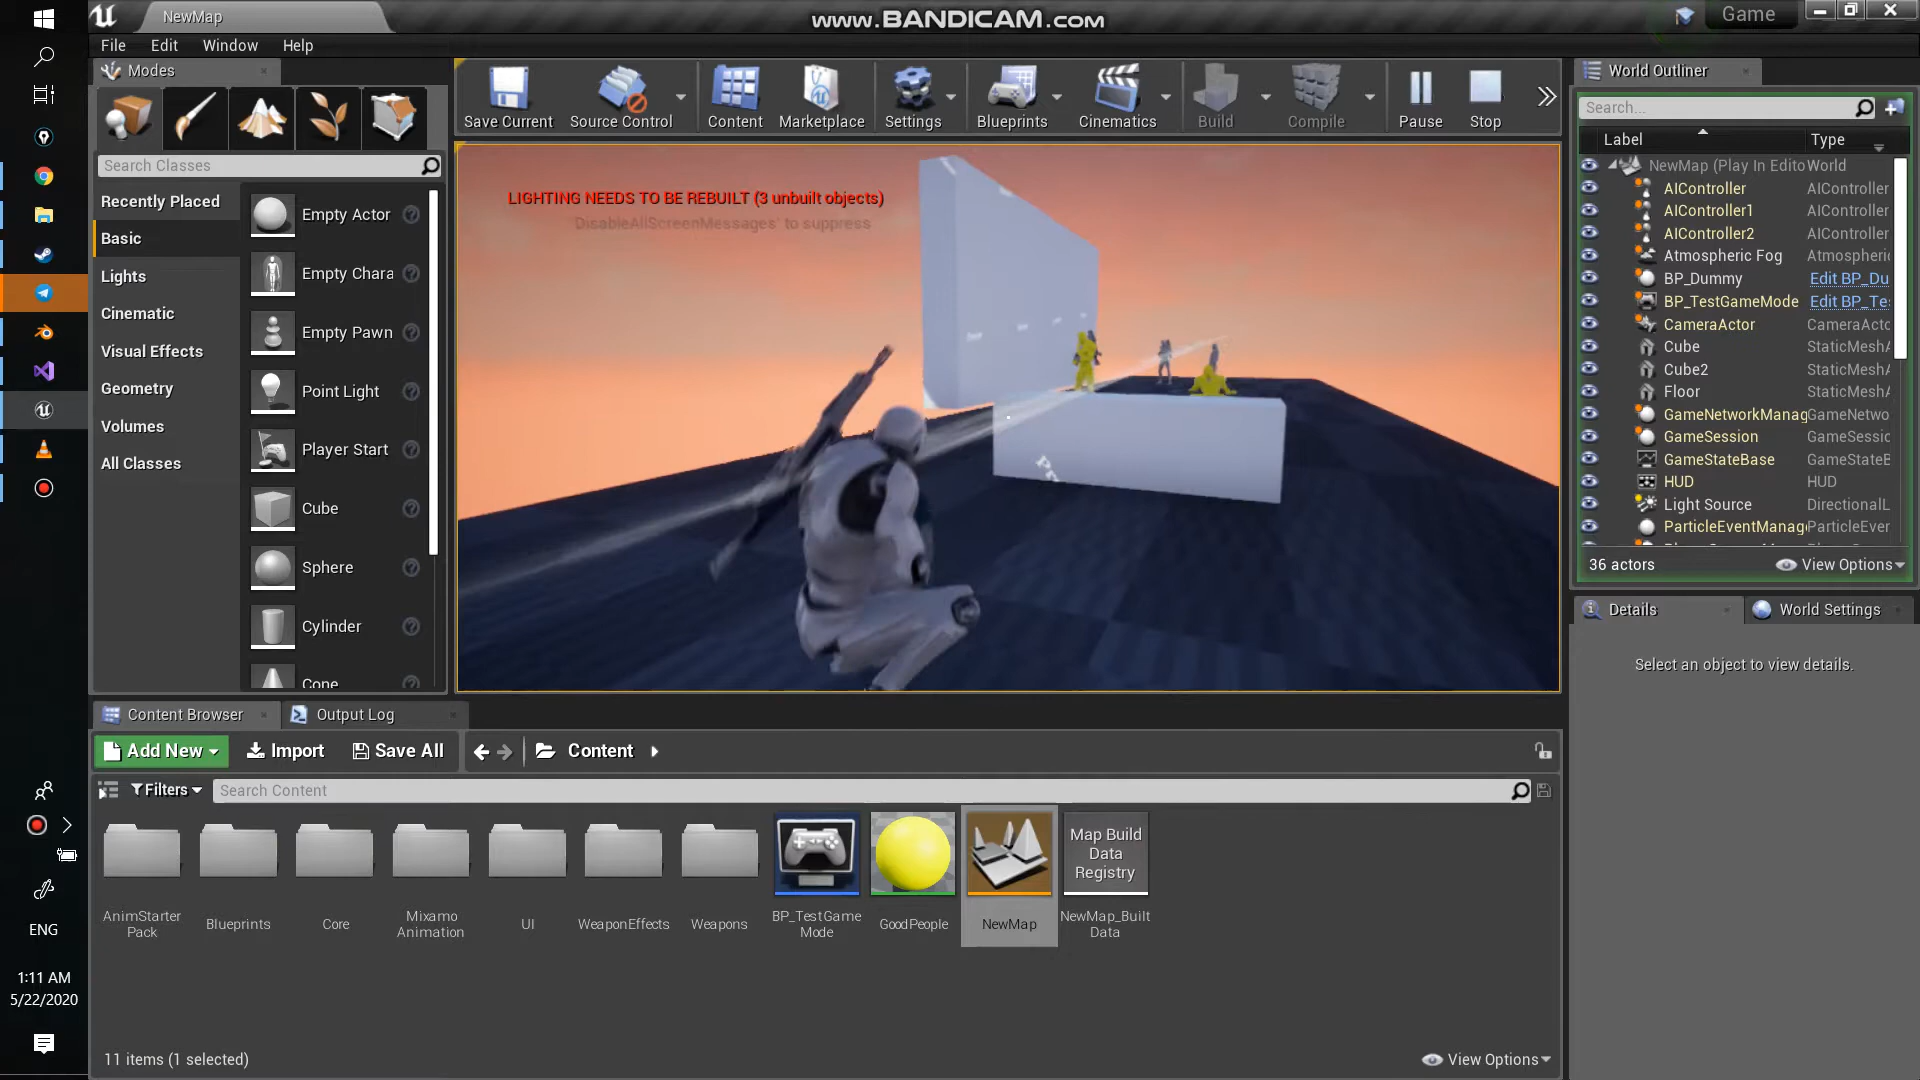 NewMap
www.BANDICAM.com
Game
File Edit Window Help
Modes
Save Current
Source Control
Content
Marketplace
Settings
Blueprints
Cinematics
Build
Compile
Pause
Stop
World Outliner
Search...
Label Type
NewMap (Play In Edito World
AIController AIController
AIController1 AIController
AIController2 AIController
Atmospheric Fog Atmospheric
BP_Dummy Edit BP_Du
BP_TestGameMode Edit BP_Te
CameraActor CameraActo
Cube StaticMeshA
Cube2 StaticMeshA
Floor StaticMeshA
GameNetworkManag GameNetwo
GameSession GameSessio
GameStateBase GameStateB
HUD HUD
Light Source DirectionalL
ParticleEventManage ParticleEver
36 actors
View Options
Search Classes
Recently Placed
Basic
Lights
Cinematic
Visual Effects
Geometry
Volumes
All Classes
Empty Actor
Empty Chara
Empty Pawn
Point Light
Player Start
Cube
Sphere
Cylinder
Cone
LIGHTING NEEDS TO BE REBUILT (3 unbuilt objects)
DisableAllScreenMessages' to suppress
Details
World Settings
Select an object to view details.
Content Browser
Output Log
Add New Import Save All Content
Filters
Search Content
Map Build
Data
Registry
AnimStarter
Pack
Blueprints
Core
Mixamo
Animation
UI
WeaponEffects
Weapons
BP_TestGame
Mode
GoodPeople
NewMap
NewMap_Built
Data
11 items (1 selected)
View Options
ENG
1:11 AM
5/22/2020